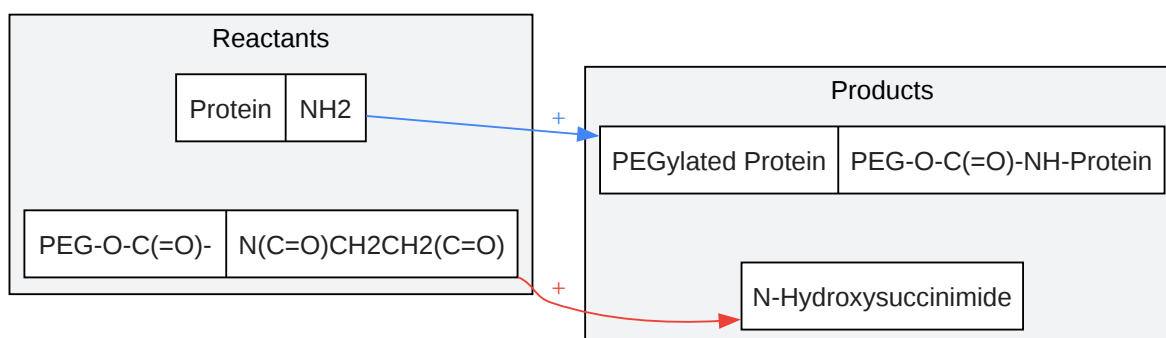 Reactants
Protein NH2
PEG-O-C(=O)- N(C=O)CH2CH2(C=O)
+
+
Products
PEGylated Protein PEG-O-C(=O)-NH-Protein
N-Hydroxysuccinimide